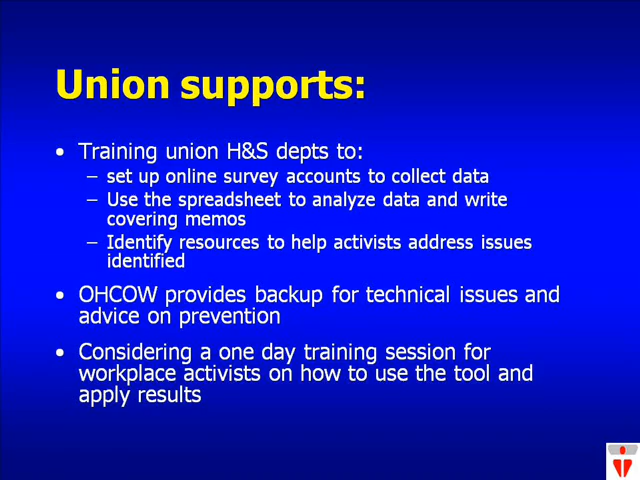 Union supports:
• Training union H&S depts to:
– set up online survey accounts to collect data
– Use the spreadsheet to analyze data and write
covering memos
– Identify resources to help activists address issues
identified
• OHCOW provides backup for technical issues and
advice on prevention
• Considering a one day training session for
workplace activists on how to use the tool and
apply results